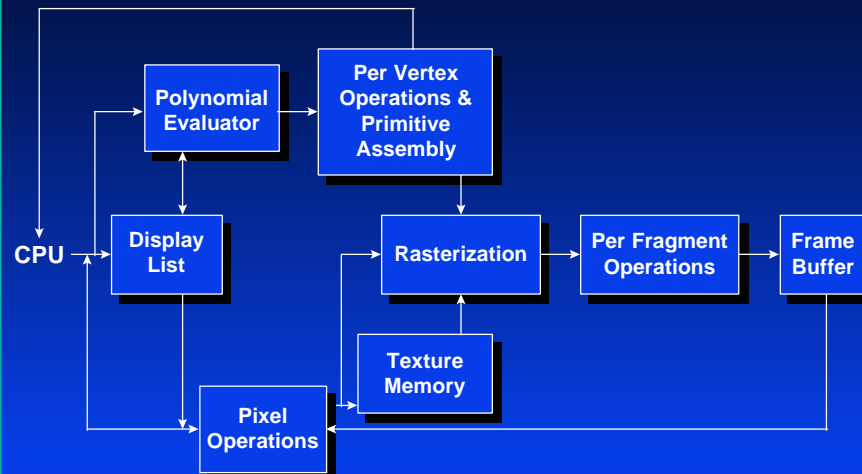 Per Vertex
Operations &
Primitive
Assembly
Polynomial
Evaluator
CPU
Display
List
Rasterization
Per Fragment
Operations
Frame
Buffer
Texture
Memory
Pixel
Operations